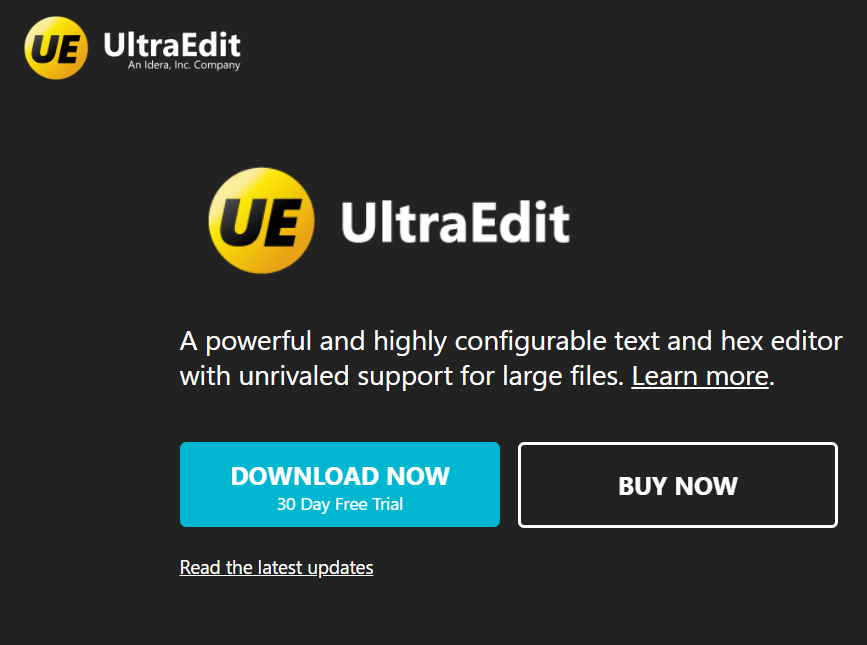 UE UltraEdit
An Idera, Inc. Company
UE UltraEdit
A powerful and highly configurable text and hex editor
with unrivaled support for large files. Learn more.
DOWNLOAD NOW
30 Day Free Trial
BUY NOW
Read the latest updates